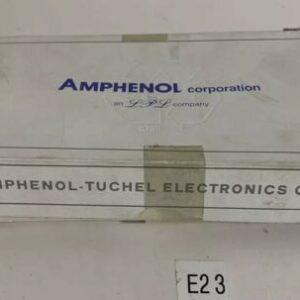 AMPHENOL corporation
an LPL company
MPHENOL-TUCHEL ELECTRONICS G
E23